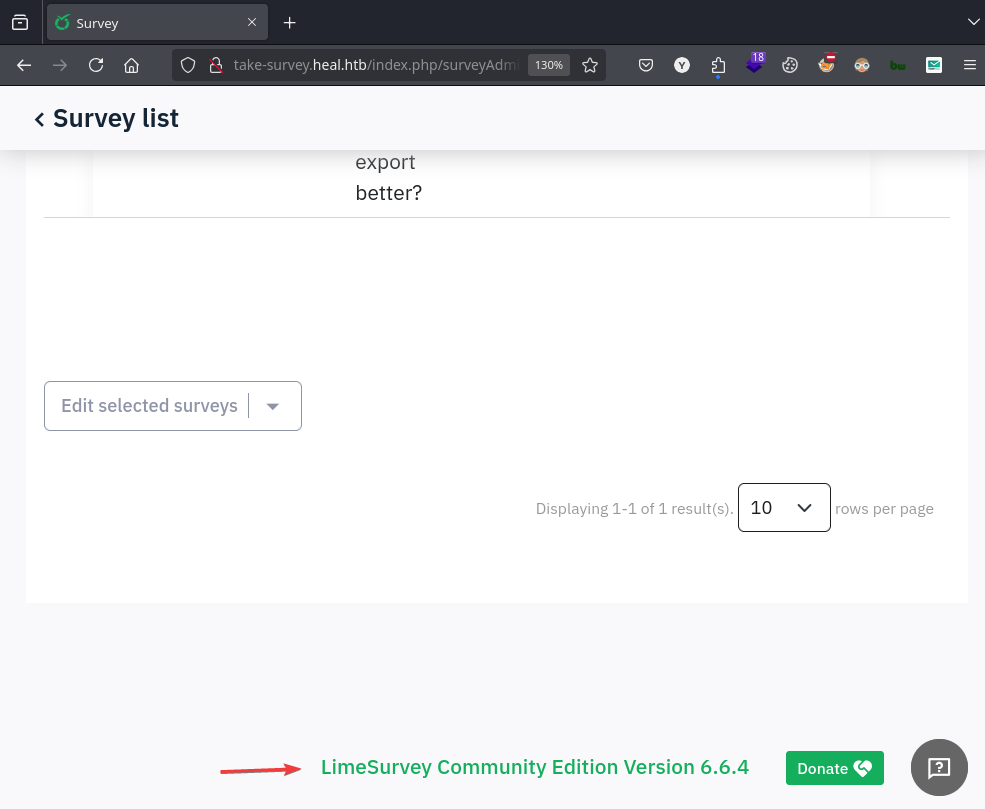 Survey
take-survey.heal.htb/index.php/surveyAdm
130%
Y
18
Survey list
export
better?
Edit selected surveys
Displaying 1-1 of 1 result(s). 10 rows per page
LimeSurvey Community Edition Version 6.6.4
Donate
?